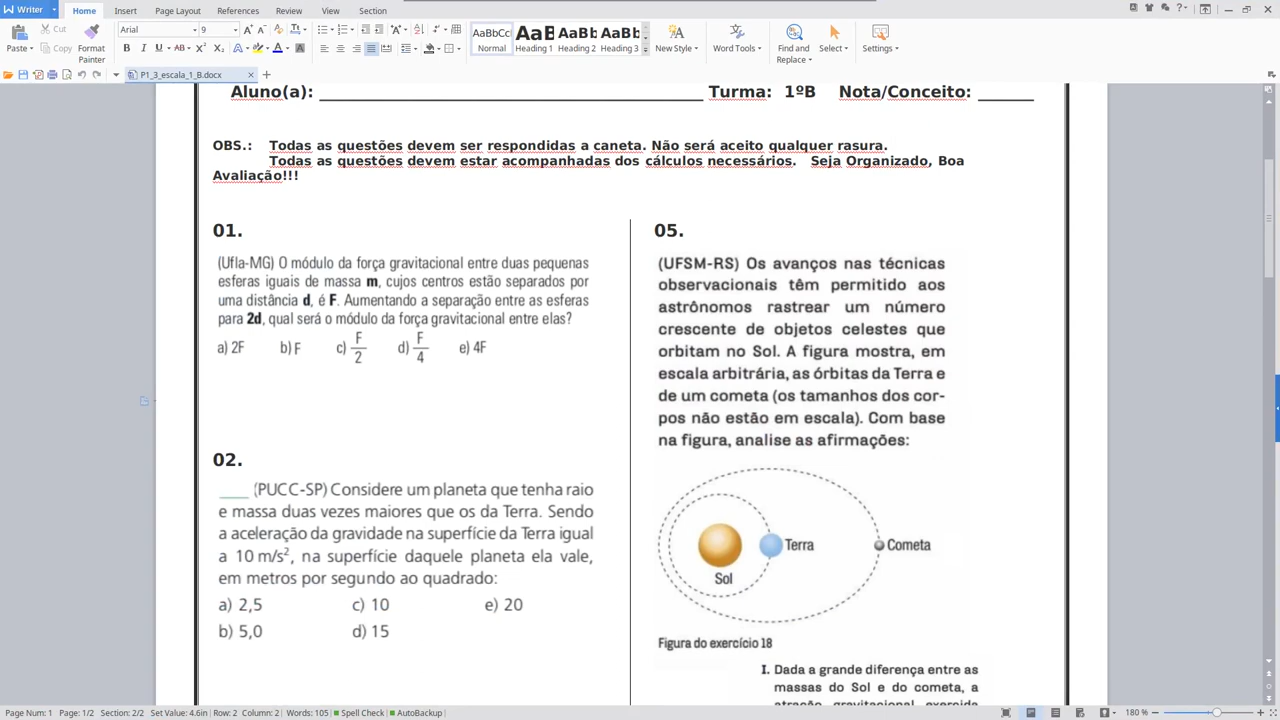 Writer
Home
Insert
Page Layout
References
Review
View
Section
Paste
Cut
Copy
Format
Painter
Arial
9
AaBbCc
Normal
AaB
Heading 1
AaBb
Heading 2
AaBb
Heading 3
New Style
Word Tools
Find and
Replace
Select
Settings
P1_3_escala_1_B.docx
Aluno(a): Turma: 1ºB Nota/Conceito:
OBS.: Todas as questões devem ser respondidas a caneta. Não será aceito qualquer rasura.
Todas as questões devem estar acompanhadas dos cálculos necessários. Seja Organizado, Boa
Avaliação!!!
01.
(Ufla-MG) O módulo da força gravitacional entre duas pequenas
esferas iguais de massa m, cujos centros estão separados por
uma distância d, é F. Aumentando a separação entre as esferas
para 2d, qual será o módulo da força gravitacional entre elas?
a) 2F b) F c) F/2 d) F/4 e) 4F
02.
____ (PUCC-SP) Considere um planeta que tenha raio
e massa duas vezes maiores que os da Terra. Sendo
a aceleração da gravidade na superfície da Terra igual
a 10 m/s², na superfície daquele planeta ela vale,
em metros por segundo ao quadrado:
a) 2,5 c) 10 e) 20
b) 5,0 d) 15
05.
(UFSM-RS) Os avanços nas técnicas
observacionais têm permitido aos
astrônomos rastrear um número
crescente de objetos celestes que
orbitam no Sol. A figura mostra, em
escala arbitrária, as órbitas da Terra e
de um cometa (os tamanhos dos cor-
pos não estão em escala). Com base
na figura, analise as afirmações:
Terra
Cometa
Sol
Figura do exercício 18
I. Dada a grande diferença entre as
massas do Sol e do cometa, a
atração gravitacional exercida
Page Num: 1 Page: 1/2 Section: 2/2 Set Value: 4.6in Row: 2 Column: 2 Words: 105 Spell Check AutoBackup
180 %